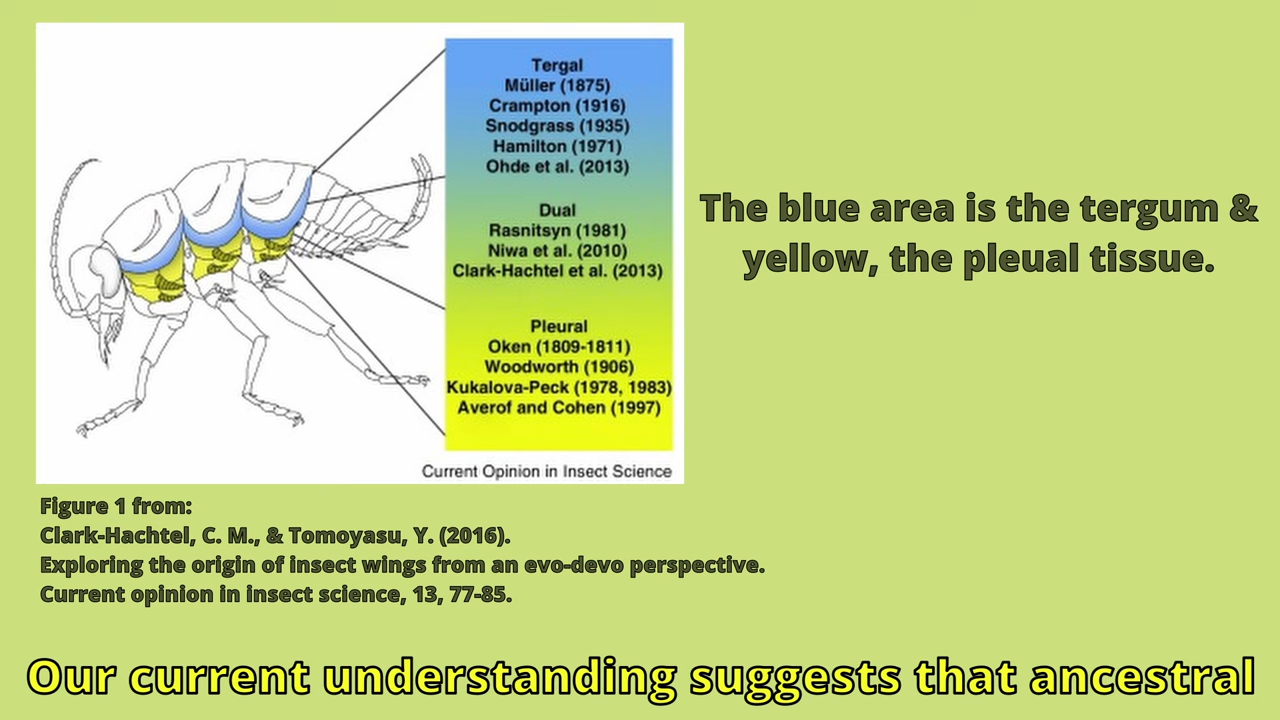 Tergal
Müller (1875)
Crampton (1916)
Snodgrass (1935)
Hamilton (1971)
Ohde et al. (2013)
Dual
Rasnitsyn (1981)
Niwa et al. (2010)
Clark-Hachtel et al. (2013)
Pleural
Oken (1809-1811)
Woodworth (1906)
Kukalova-Peck (1978, 1983)
Averof and Cohen (1997)
Current Opinion in Insect Science
The blue area is the tergum &
yellow, the pleual tissue.
Figure 1 from:
Clark-Hachtel, C. M., & Tomoyasu, Y. (2016).
Exploring the origin of insect wings from an evo-devo perspective.
Current opinion in insect science, 13, 77-85.
Our current understanding suggests that ancestral